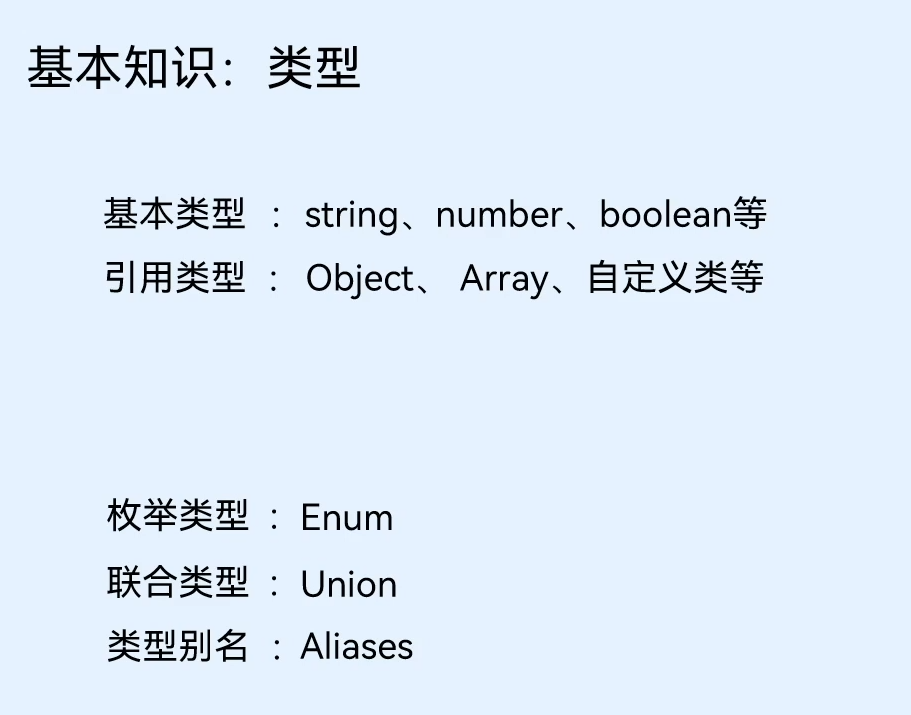 基本知识：类型
基本类型 ：string、number、boolean等
引用类型 ： Object、 Array、自定义类等
枚举类型 ：Enum
联合类型 ：Union
类型别名 ：Aliases